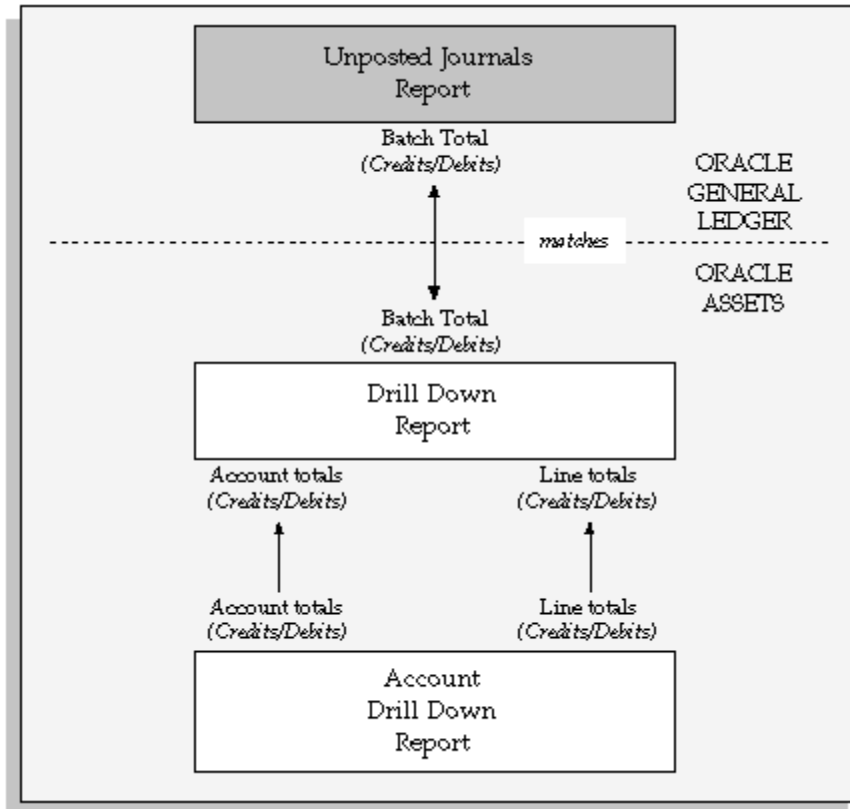 Unposted Journals
Report
Batch Total
(Credits/Debits)
ORACLE
GENERAL
LEDGER
matches
ORACLE
ASSETS
Batch Total
(Credits/Debits)
Drill Down
Report
Account totals
(Credits/Debits)
Line totals
(Credits/Debits)
Account totals
(Credits/Debits)
Line totals
(Credits/Debits)
Account
Drill Down
Report